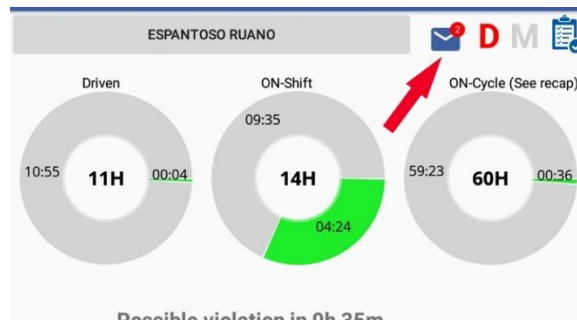 ESPANTOSO RUANO
2
D M
Driven
ON-Shift
ON-Cycle (See recap)
10:55
11H
00:04
09:35
14H
04:24
59:23
60H
00:36
Possible violation in 9h 35m